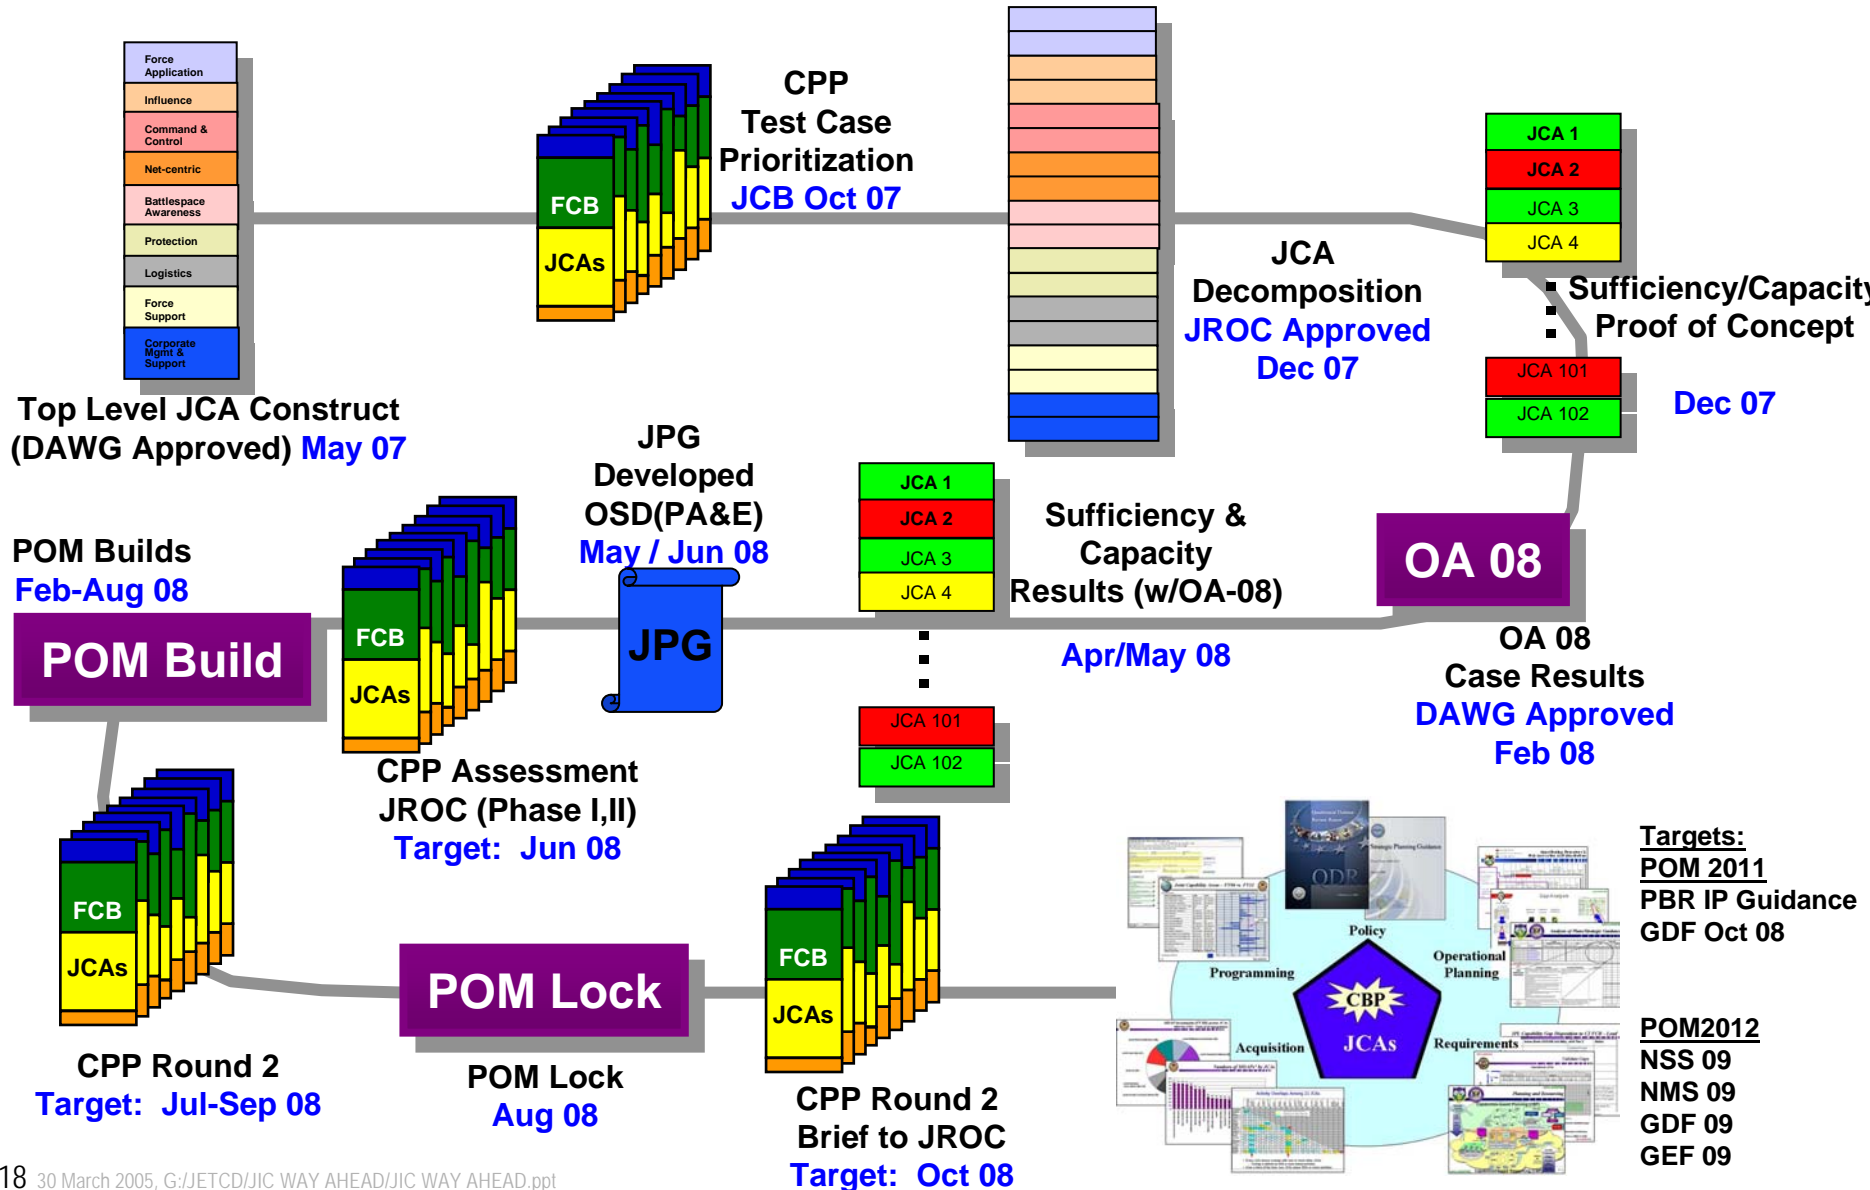 Force
Application
Influence
Command &
Control
Net-centric
Battlespace
Awareness
Protection
Logistics
Force
Support
Corporate
Mgmt &
Support
Top Level JCA Construct
(DAWG Approved) May 07
FCB
JCAs
CPP
Test Case
Prioritization
JCB Oct 07
JCA
Decomposition
JROC Approved
Dec 07
JCA 1
JCA 2
JCA 3
JCA 4
Sufficiency/Capacity
Proof of Concept
JCA 101
JCA 102
Dec 07
POM Builds
Feb-Aug 08
POM Build
FCB
JCAs
CPP Assessment
JROC (Phase I,II)
Target: Jun 08
JPG
Developed
OSD(PA&E)
May / Jun 08
JPG
JCA 1
JCA 2
JCA 3
JCA 4
JCA 101
JCA 102
Sufficiency &
Capacity
Results (w/OA-08)
Apr/May 08
OA 08
OA 08
Case Results
DAWG Approved
Feb 08
FCB
JCAs
CPP Round 2
Target: Jul-Sep 08
POM Lock
POM Lock
Aug 08
FCB
JCAs
CPP Round 2
Brief to JROC
Target: Oct 08
QDR
Strategic Planning Guidance
Policy
Programming
Operational
Planning
CBP
JCAs
Acquisition
Requirements
Targets:
POM 2011
PBR IP Guidance
GDF Oct 08
POM2012
NSS 09
NMS 09
GDF 09
GEF 09
18 30 March 2005, G:/JETCD/JIC WAY AHEAD/JIC WAY AHEAD.ppt